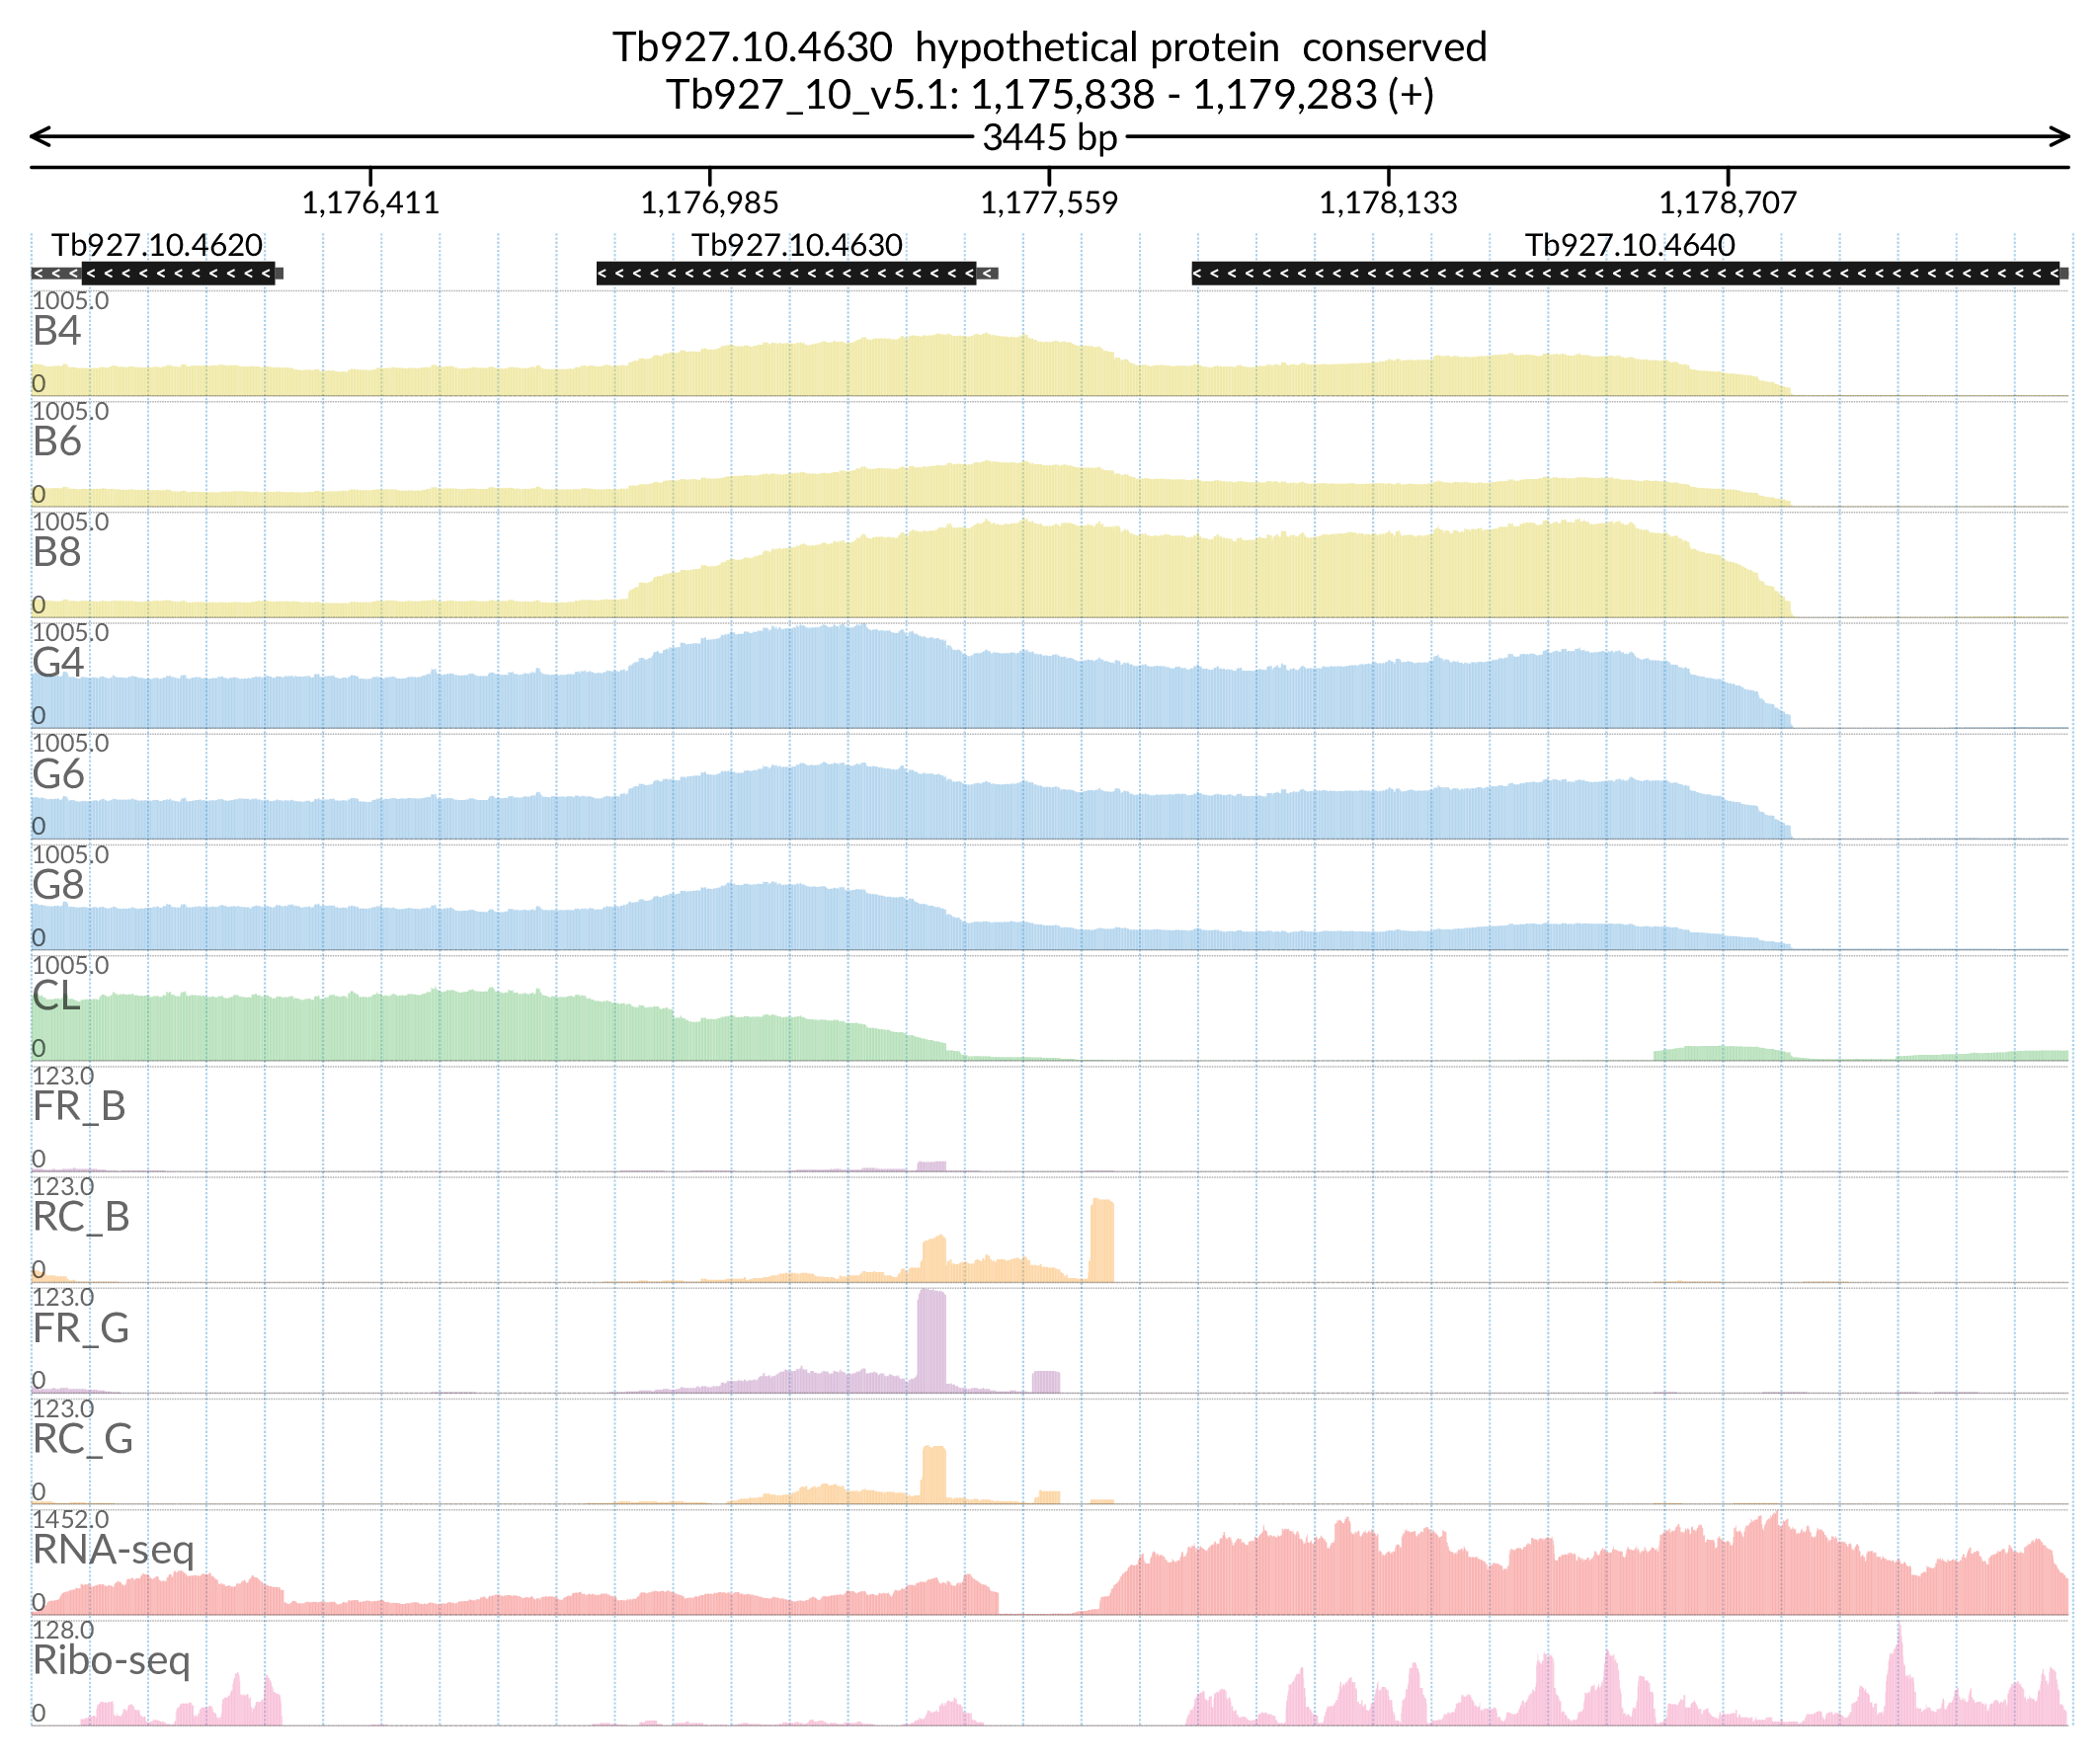 Tb927.10.4630 hypothetical protein conserved
Tb927_10_v5.1: 1,175,838 - 1,179,283 (+)
3445 bp
1,176,411 1,176,985 1,177,559 1,178,133 1,178,707
Tb927.10.4620 Tb927.10.4630 Tb927.10.4640
1005.0
B4
0
1005.0
B6
0
1005.0
B8
0
1005.0
G4
0
1005.0
G6
0
1005.0
G8
0
1005.0
CL
0
123.0
FR_B
0
123.0
RC_B
0
123.0
FR_G
0
123.0
RC_G
0
1452.0
RNA-seq
0
128.0
Ribo-seq
0